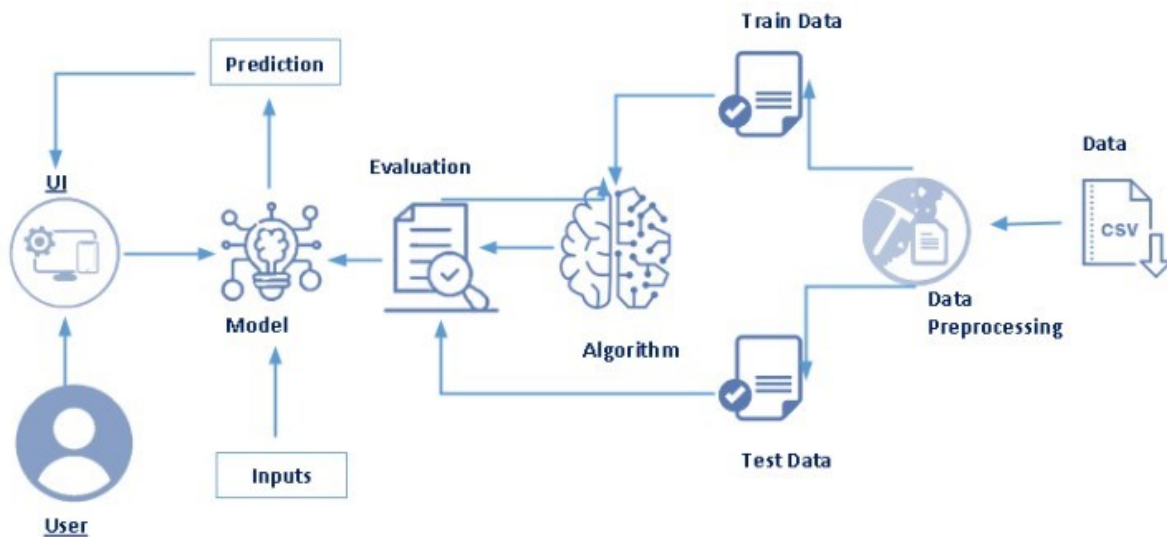 Train Data
Prediction
Data
Evaluation
UI
CSV
Model
Algorithm
Data
Preprocessing
Inputs
Test Data
User